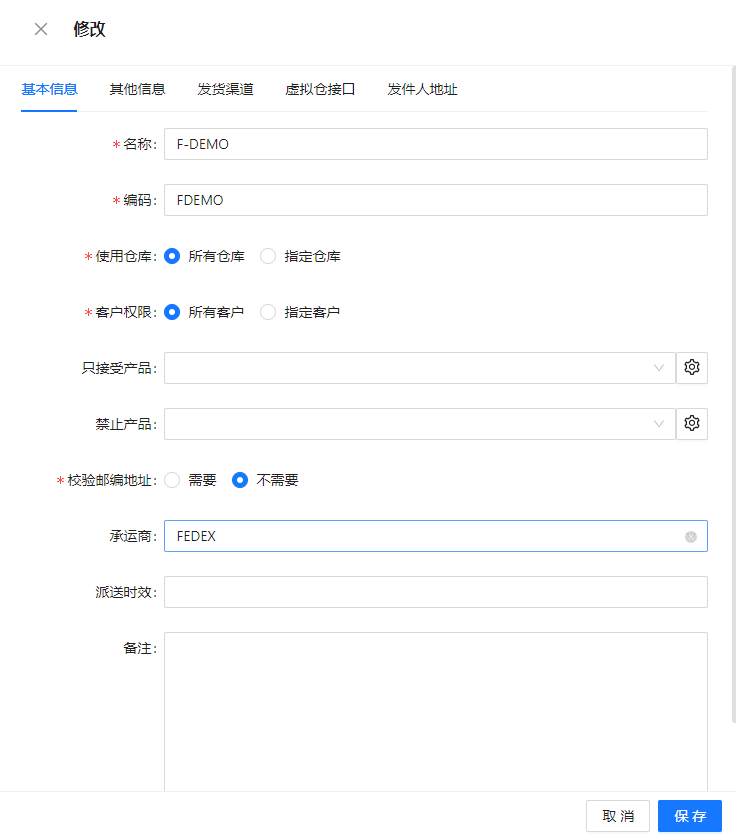 修改
基本信息 其他信息 发货渠道 虚拟仓接口 发件人地址
* 名称: F-DEMO
* 编码: FDEMO
* 使用仓库: 所有仓库 指定仓库
* 客户权限: 所有客户 指定客户
只接受产品:
禁止产品:
* 校验邮编地址: 需要 不需要
承运商: FEDEX
派送时效:
备注:
取 消 保 存